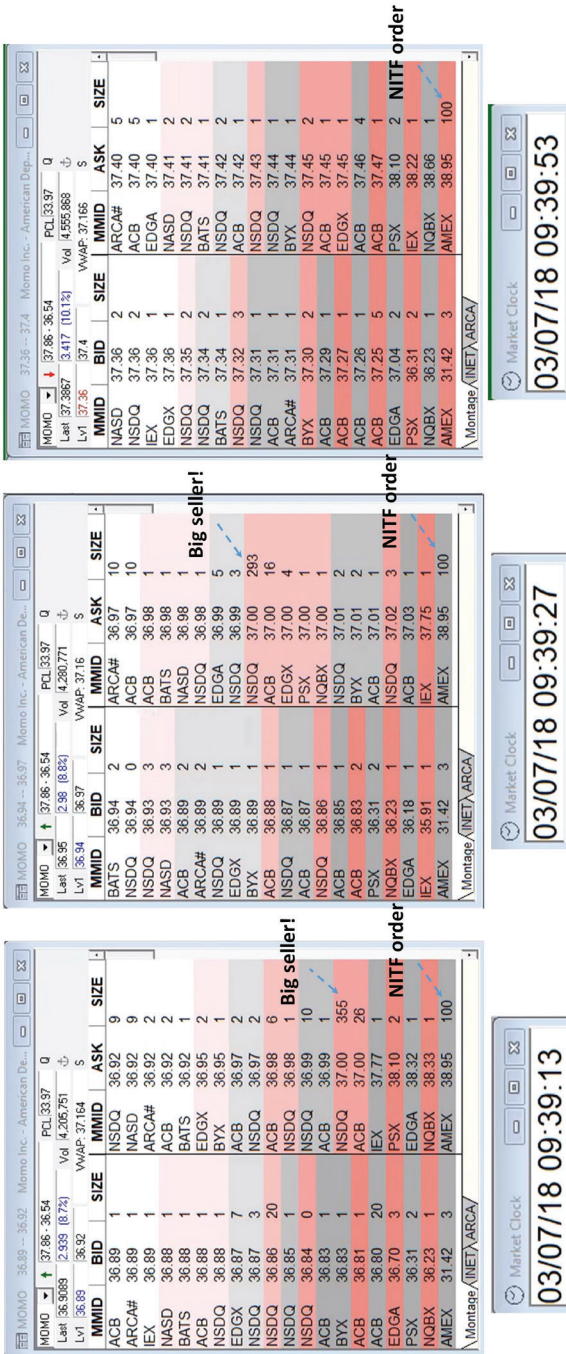 MOMO 36.89 -- 36.92 Momo Inc. - American De...
MOMO 37.86 - 36.54 PCL 33.97 Q
Last 36.9089 2.939 (8.7%) Vol 4,205,751
Lv1 36.89 36.92 VWAP: 37.164 S
MMID BID SIZE MMID ASK SIZE
ACB 36.89 1 NSDQ 36.92 9
ARCA# 36.89 1 NASD 36.92 9
IEX 36.89 1 ARCA# 36.92 2
NASD 36.88 1 ACB 36.92 2
BATS 36.88 1 BATS 36.92 1
ACB 36.88 1 EDGX 36.95 2
NSDQ 36.88 1 BYX 36.95 1
EDGX 36.87 7 ACB 36.97 2
NSDQ 36.87 3 NSDQ 36.97 2
NSDQ 36.86 20 ACB 36.98 6
NSDQ 36.85 1 NSDQ 36.98 1
NSDQ 36.84 0 NSDQ 36.99 10
ACB 36.83 1 ACB 36.99 1
BYX 36.83 1 NSDQ 37.00 355
ACB 36.81 1 ACB 37.00 26
ACB 36.80 20 IEX 37.77 1
EDGA 36.70 3 PSX 38.10 2
PSX 36.31 2 EDGA 38.32 1
NQBX 36.23 1 NQBX 38.33 1
AMEX 31.42 3 AMEX 38.95 100
Montage INET ARCA
Big seller!
NITF order
Market Clock
03/07/18 09:39:13
MOMO 36.94 -- 36.97 Momo Inc. - American De...
MOMO 37.86 - 36.54 PCL 33.97 Q
Last 36.95 2.98 (8.8%) Vol 4,280,771
Lv1 36.94 36.97 VWAP: 37.16 S
MMID BID SIZE MMID ASK SIZE
BATS 36.94 2 ARCA# 36.97 10
NSDQ 36.94 0 ACB 36.97 10
NSDQ 36.93 3 ACB 36.98 1
NASD 36.93 3 BATS 36.98 1
ACB 36.89 2 NASD 36.98 1
ARCA# 36.89 2 NSDQ 36.98 1
NSDQ 36.89 1 EDGA 36.99 5
EDGX 36.89 1 NSDQ 36.99 3
BYX 36.89 1 NSDQ 37.00 293
ACB 36.88 1 ACB 37.00 16
NSDQ 36.87 1 EDGX 37.00 4
ACB 36.87 1 PSX 37.00 1
NSDQ 36.86 1 NQBX 37.00 1
ACB 36.85 1 NSDQ 37.01 2
ACB 36.83 2 BYX 37.01 2
PSX 36.31 2 ACB 37.01 1
NQBX 36.23 1 NSDQ 37.02 3
EDGA 36.18 1 ACB 37.03 1
IEX 35.91 1 IEX 37.75 1
AMEX 31.42 3 AMEX 38.95 100
Montage INET ARCA
Big seller!
NITF order
Market Clock
03/07/18 09:39:27
MOMO 37.36 -- 37.4 Momo Inc. - American Dep...
MOMO 37.86 - 36.54 PCL 33.97 Q
Last 37.3867 3.417 (10.1%) Vol 4,555,868
Lv1 37.36 37.4 VWAP: 37.166 S
MMID BID SIZE MMID ASK SIZE
NASD 37.36 2 ARCA# 37.40 5
NSDQ 37.36 2 ACB 37.40 5
IEX 37.36 1 EDGA 37.40 1
EDGX 37.36 1 NASD 37.41 2
NSDQ 37.35 2 NSDQ 37.41 2
NSDQ 37.34 2 BATS 37.41 1
BATS 37.34 1 NSDQ 37.42 2
NSDQ 37.32 3 ACB 37.42 1
NSDQ 37.31 1 NSDQ 37.43 1
ACB 37.31 1 NSDQ 37.44 1
ARCA# 37.31 1 BYX 37.44 1
BYX 37.30 2 NSDQ 37.45 2
ACB 37.29 1 ACB 37.45 1
ACB 37.27 1 EDGX 37.45 1
ACB 37.26 1 ACB 37.46 4
ACB 37.25 5 ACB 37.47 1
EDGA 37.04 2 PSX 38.10 2
PSX 36.31 2 IEX 38.22 1
NQBX 36.23 1 NQBX 38.66 1
AMEX 31.42 3 AMEX 38.95 100
Montage INET ARCA
NITF order
Market Clock
03/07/18 09:39:53